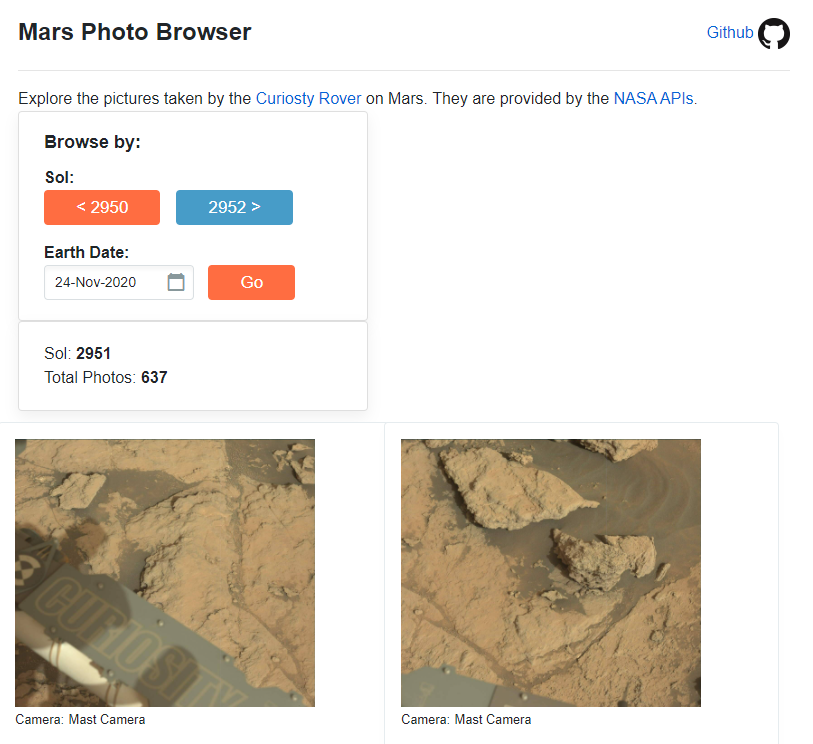 Mars Photo Browser
Github
Explore the pictures taken by the Curiosty Rover on Mars. They are provided by the NASA APIs.
Browse by:
Sol:
< 2950 2952 >
Earth Date:
24-Nov-2020 Go
Sol: 2951
Total Photos: 637
CURIOSITY
Camera: Mast Camera
Camera: Mast Camera